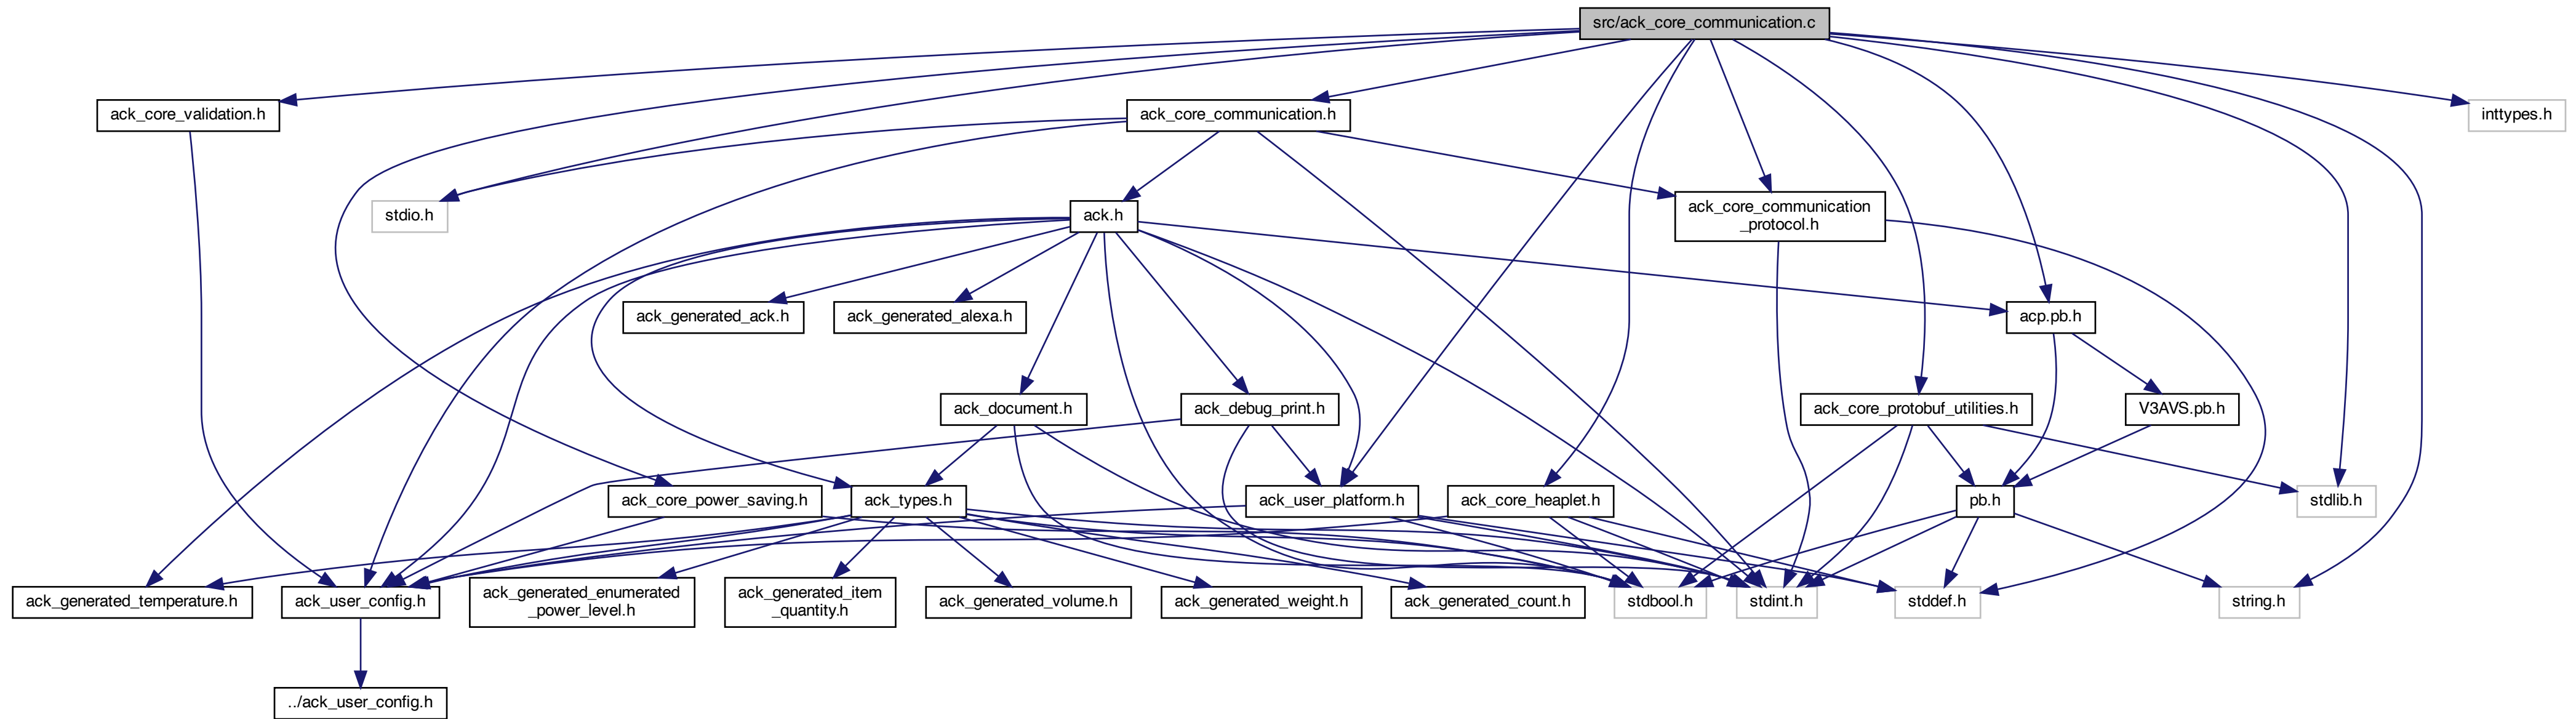 src/ack_core_communication.c
ack_core_validation.h
ack_core_communication.h
inttypes.h
stdio.h
ack.h
ack_core_communication
_protocol.h
ack_generated_ack.h
ack_generated_alexa.h
acp.pb.h
ack_document.h
ack_debug_print.h
ack_core_protobuf_utilities.h
V3AVS.pb.h
ack_core_power_saving.h
ack_types.h
ack_user_platform.h
ack_core_heaplet.h
pb.h
stdlib.h
ack_generated_temperature.h
ack_user_config.h
ack_generated_enumerated
_power_level.h
ack_generated_item
_quantity.h
ack_generated_volume.h
ack_generated_weight.h
ack_generated_count.h
stdbool.h
stdint.h
stddef.h
string.h
../ack_user_config.h